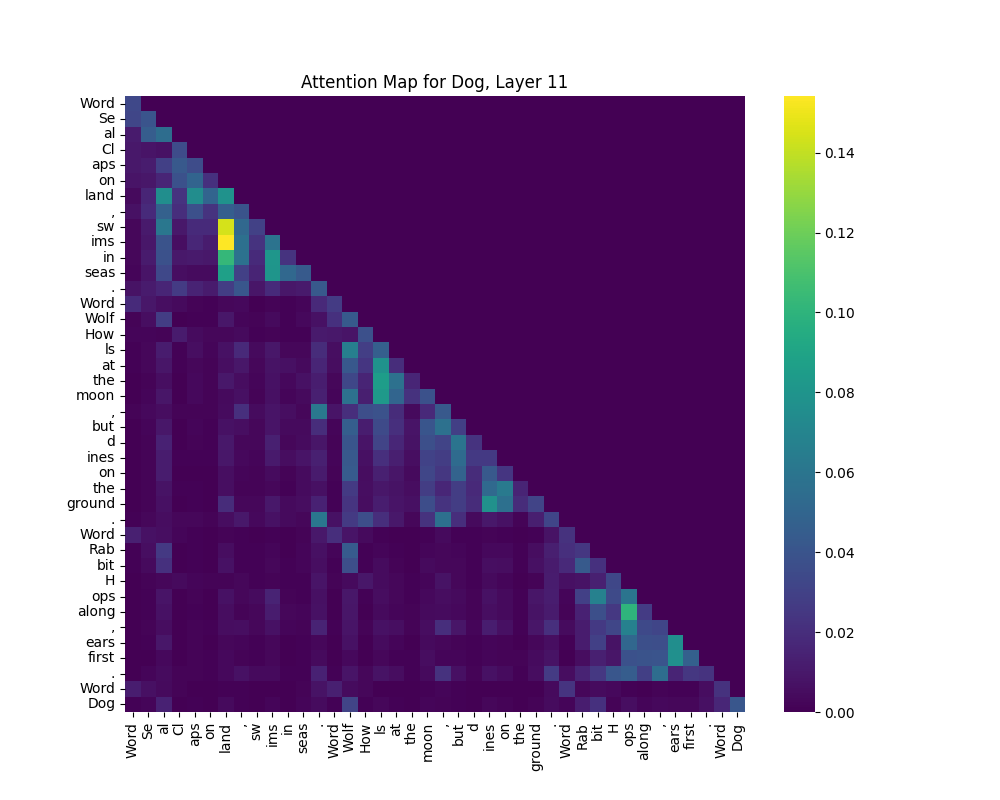 Attention Map for Dog, Layer 11
Word
Se
al
Cl
aps
on
land
,
sw
ims
in
seas
.
Word
Wolf
How
ls
at
the
moon
,
but
d
ines
on
the
ground
.
Word
Rab
bit
H
ops
along
,
ears
first
.
Word
Dog
0.14
0.12
0.10
0.08
0.06
0.04
0.02
0.00
Word Se al Cl aps on land , sw ims in seas . Word Wolf How ls at the moon , but d ines on the ground . Word Rab bit H ops along , ears first . Word Dog